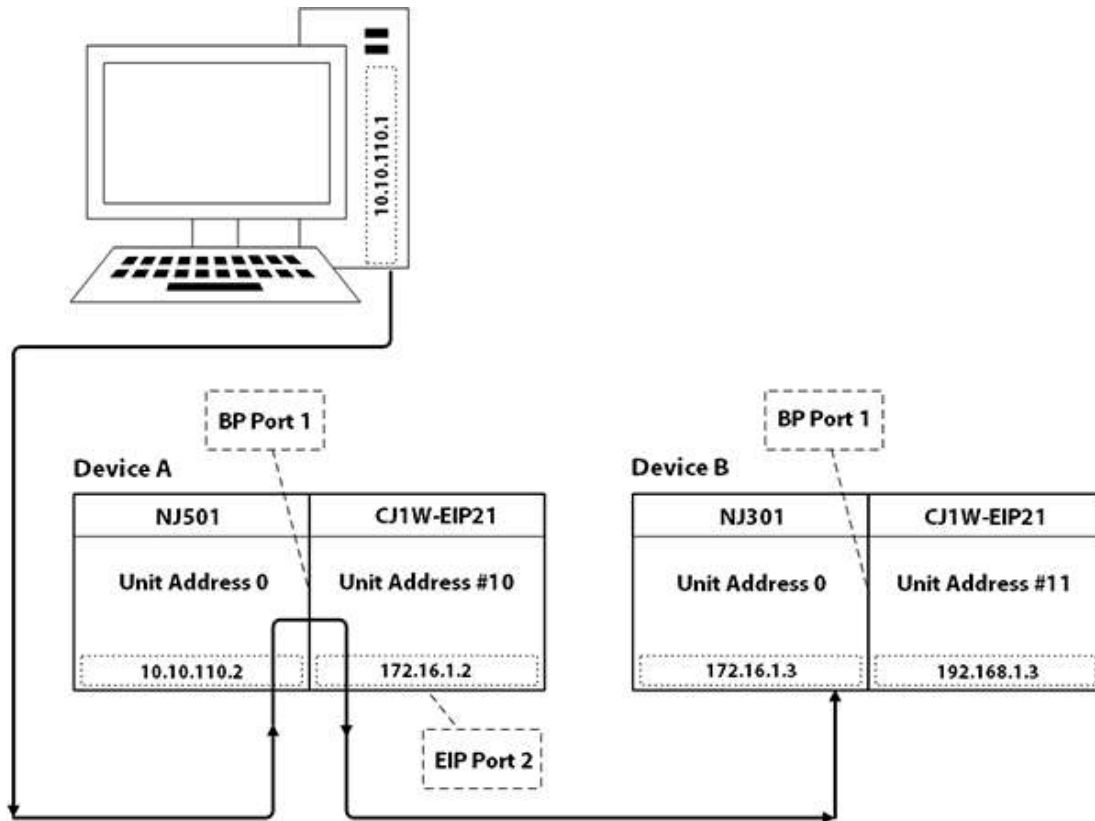 10.10.110.1
BP Port 1
BP Port 1
Device A
Device B
NJ501
CJ1W-EIP21
NJ301
CJ1W-EIP21
Unit Address 0
Unit Address #10
Unit Address 0
Unit Address #11
10.10.110.2
172.16.1.2
172.16.1.3
192.168.1.3
EIP Port 2